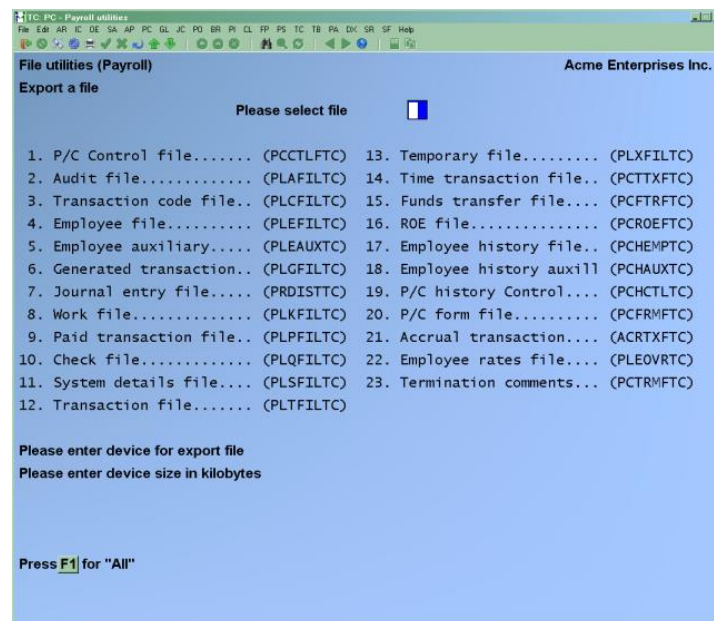 TC: PC - Payroll utilities
File Edit AR IC OE SA AP PC GL JC PO BR PI CL FP PS TC TB PA DX SR SF Help
File utilities (Payroll) Acme Enterprises Inc.
Export a file
Please select file
1. P/C Control file....... (PCCTLFTC) 13. Temporary file......... (PLXFILTC)
2. Audit file............. (PLAFILTC) 14. Time transaction file.. (PCTTXFTC)
3. Transaction code file.. (PLCFILTC) 15. Funds transfer file.... (PCFTRFTC)
4. Employee file.......... (PLEFILTC) 16. ROE file............... (PCROEFTC)
5. Employee auxiliary..... (PLEAUXTC) 17. Employee history file.. (PCHEMPTC)
6. Generated transaction.. (PLGFILTC) 18. Employee history auxill (PCHAUXTC)
7. Journal entry file..... (PRDISTTC) 19. P/C history Control.... (PCHCTLTC)
8. Work file.............. (PLKFILTC) 20. P/C form file.......... (PCFRMFTC)
9. Paid transaction file.. (PLPFILTC) 21. Accrual transaction.... (ACRTXFTC)
10. Check file............. (PLQFILTC) 22. Employee rates file.... (PLEOVRTC)
11. System details file.... (PLSFILTC) 23. Termination comments... (PCTRMFTC)
12. Transaction file....... (PLTFILTC)
Please enter device for export file
Please enter device size in kilobytes
Press F1 for "All"